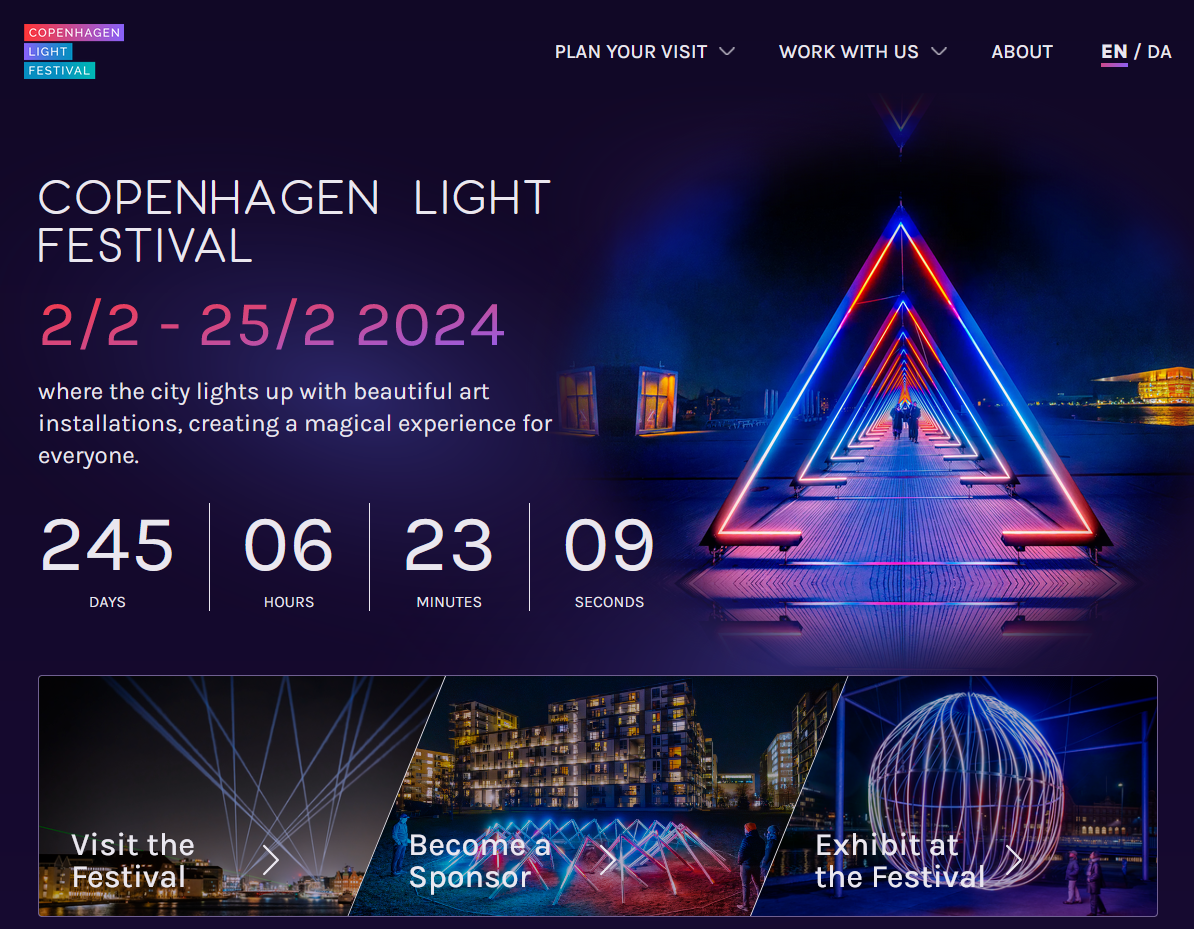 COPENHAGEN
LIGHT
FESTIVAL
PLAN YOUR VISIT
WORK WITH US
ABOUT
EN / DA
COPENHAGEN LIGHT
FESTIVAL
2/2 - 25/2 2024
where the city lights up with beautiful art
installations, creating a magical experience for
everyone.
245
DAYS
06
HOURS
23
MINUTES
09
SECONDS
Visit the
Festival
Become a
Sponsor
Exhibit at
the Festival